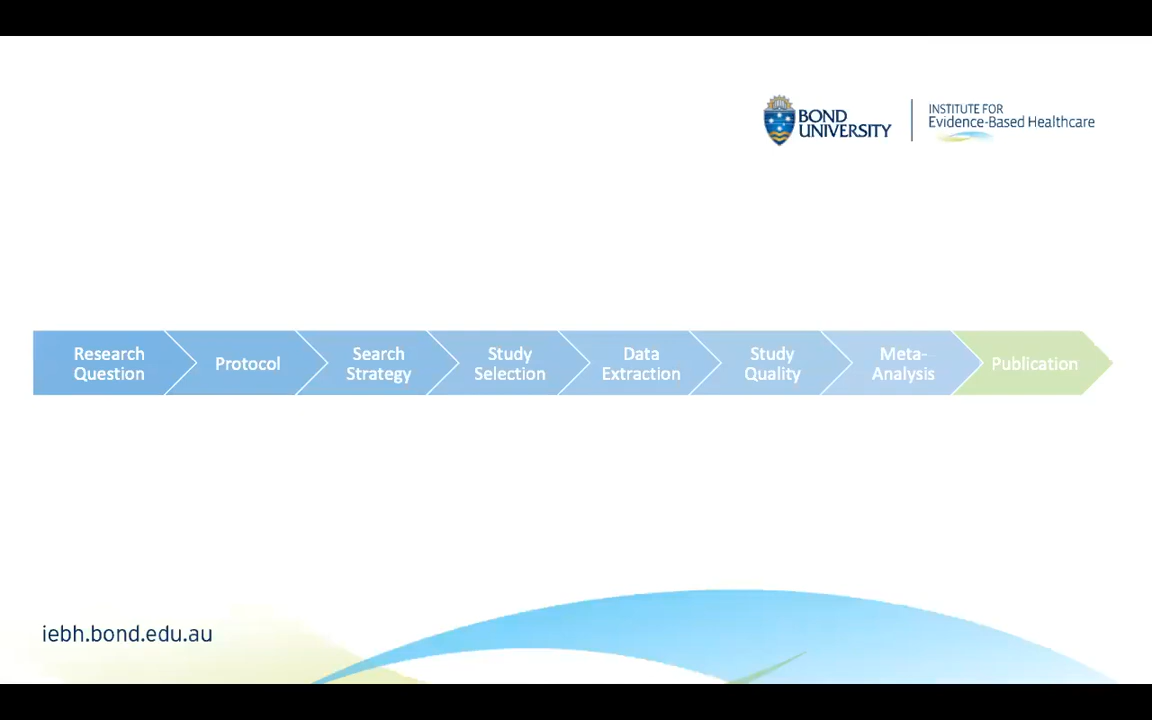 BOND
UNIVERSITY
INSTITUTE FOR
Evidence-Based Healthcare
Research
Question
Protocol
Search
Strategy
Study
Selection
Data
Extraction
Study
Quality
Meta-
Analysis
Publication
iebh.bond.edu.au